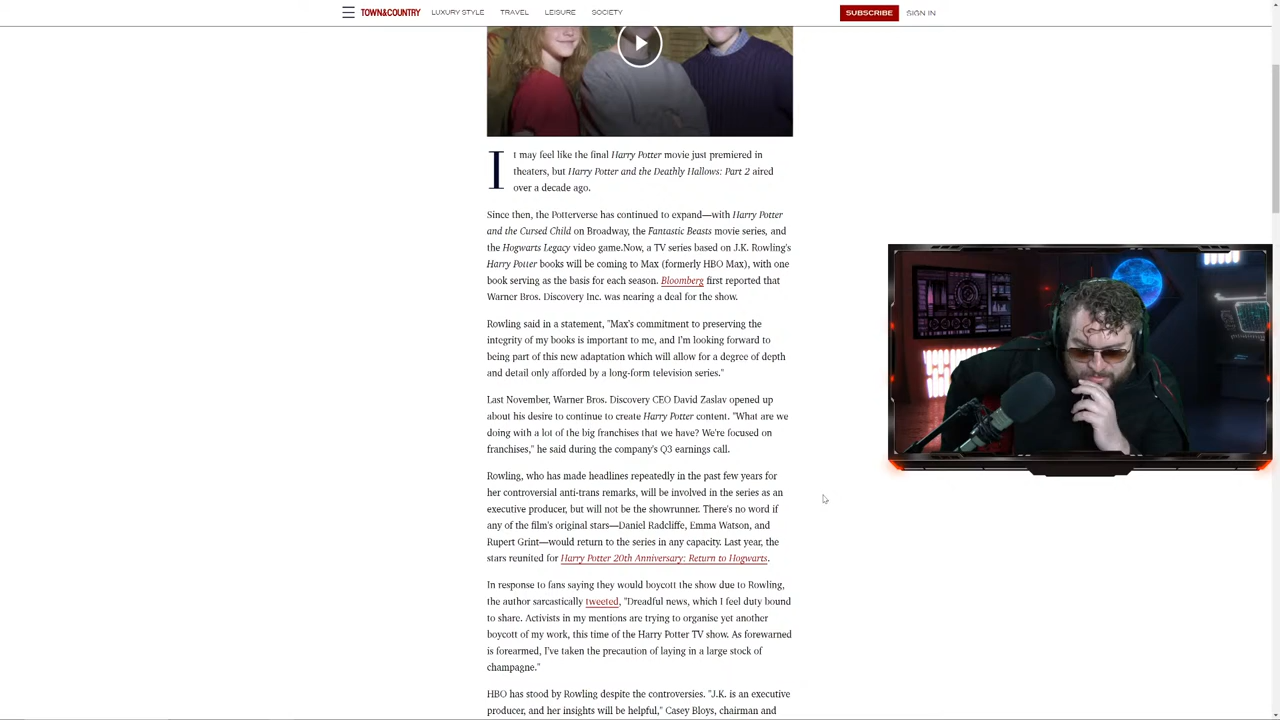 TOWN&COUNTRY LUXURY STYLE TRAVEL LEISURE SOCIETY SUBSCRIBE SIGN IN
I t may feel like the final Harry Potter movie just premiered in
theaters, but Harry Potter and the Deathly Hallows: Part 2 aired
over a decade ago.
Since then, the Potterverse has continued to expand—with Harry Potter
and the Cursed Child on Broadway, the Fantastic Beasts movie series, and
the Hogwarts Legacy video game.Now, a TV series based on J.K. Rowling's
Harry Potter books will be coming to Max (formerly HBO Max), with one
book serving as the basis for each season. Bloomberg first reported that
Warner Bros. Discovery Inc. was nearing a deal for the show.
Rowling said in a statement, "Max's commitment to preserving the
integrity of my books is important to me, and I'm looking forward to
being part of this new adaptation which will allow for a degree of depth
and detail only afforded by a long-form television series."
Last November, Warner Bros. Discovery CEO David Zaslav opened up
about his desire to continue to create Harry Potter content. "What are we
doing with a lot of the big franchises that we have? We're focused on
franchises," he said during the company's Q3 earnings call.
Rowling, who has made headlines repeatedly in the past few years for
her controversial anti-trans remarks, will be involved in the series as an
executive producer, but will not be the showrunner. There's no word if
any of the film's original stars—Daniel Radcliffe, Emma Watson, and
Rupert Grint—would return to the series in any capacity. Last year, the
stars reunited for Harry Potter 20th Anniversary: Return to Hogwarts.
In response to fans saying they would boycott the show due to Rowling,
the author sarcastically tweeted, "Dreadful news, which I feel duty bound
to share. Activists in my mentions are trying to organise yet another
boycott of my work, this time of the Harry Potter TV show. As forewarned
is forearmed, I've taken the precaution of laying in a large stock of
champagne."
HBO has stood by Rowling despite the controversies. "J.K. is an executive
producer, and her insights will be helpful," Casey Bloys, chairman and